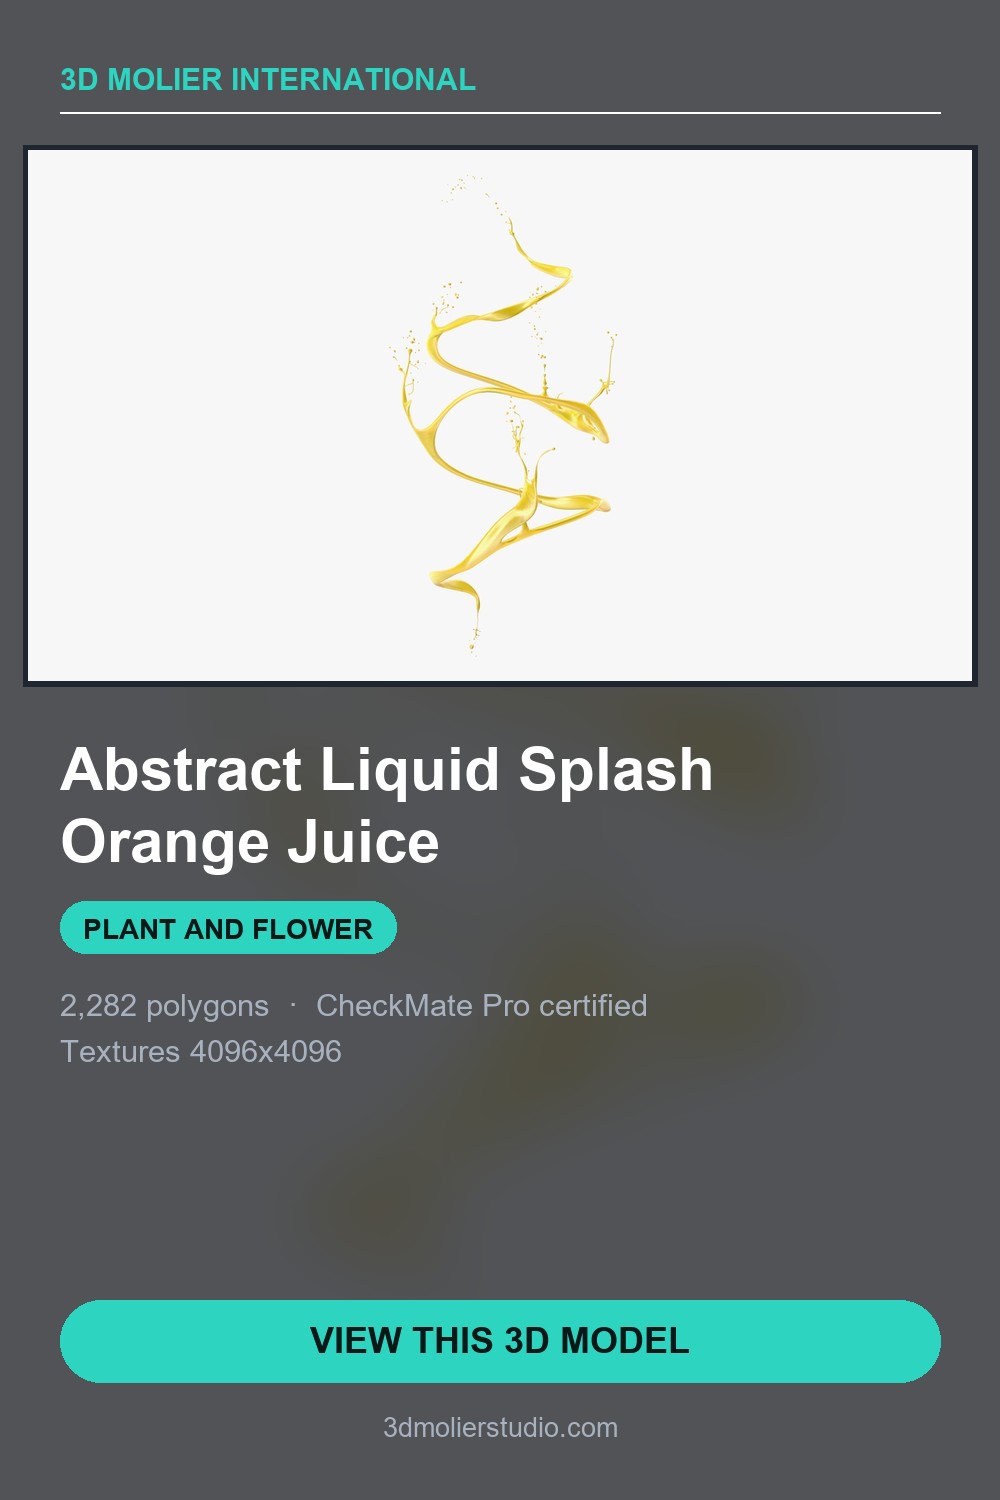 3D MOLIER INTERNATIONAL
Abstract Liquid Splash
Orange Juice
PLANT AND FLOWER
2,282 polygons · CheckMate Pro certified
Textures 4096x4096
VIEW THIS 3D MODEL
3dmolierstudio.com